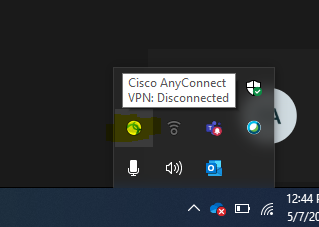 Cisco AnyConnect
VPN: Disconnected
A
12:44 P
5/7/20